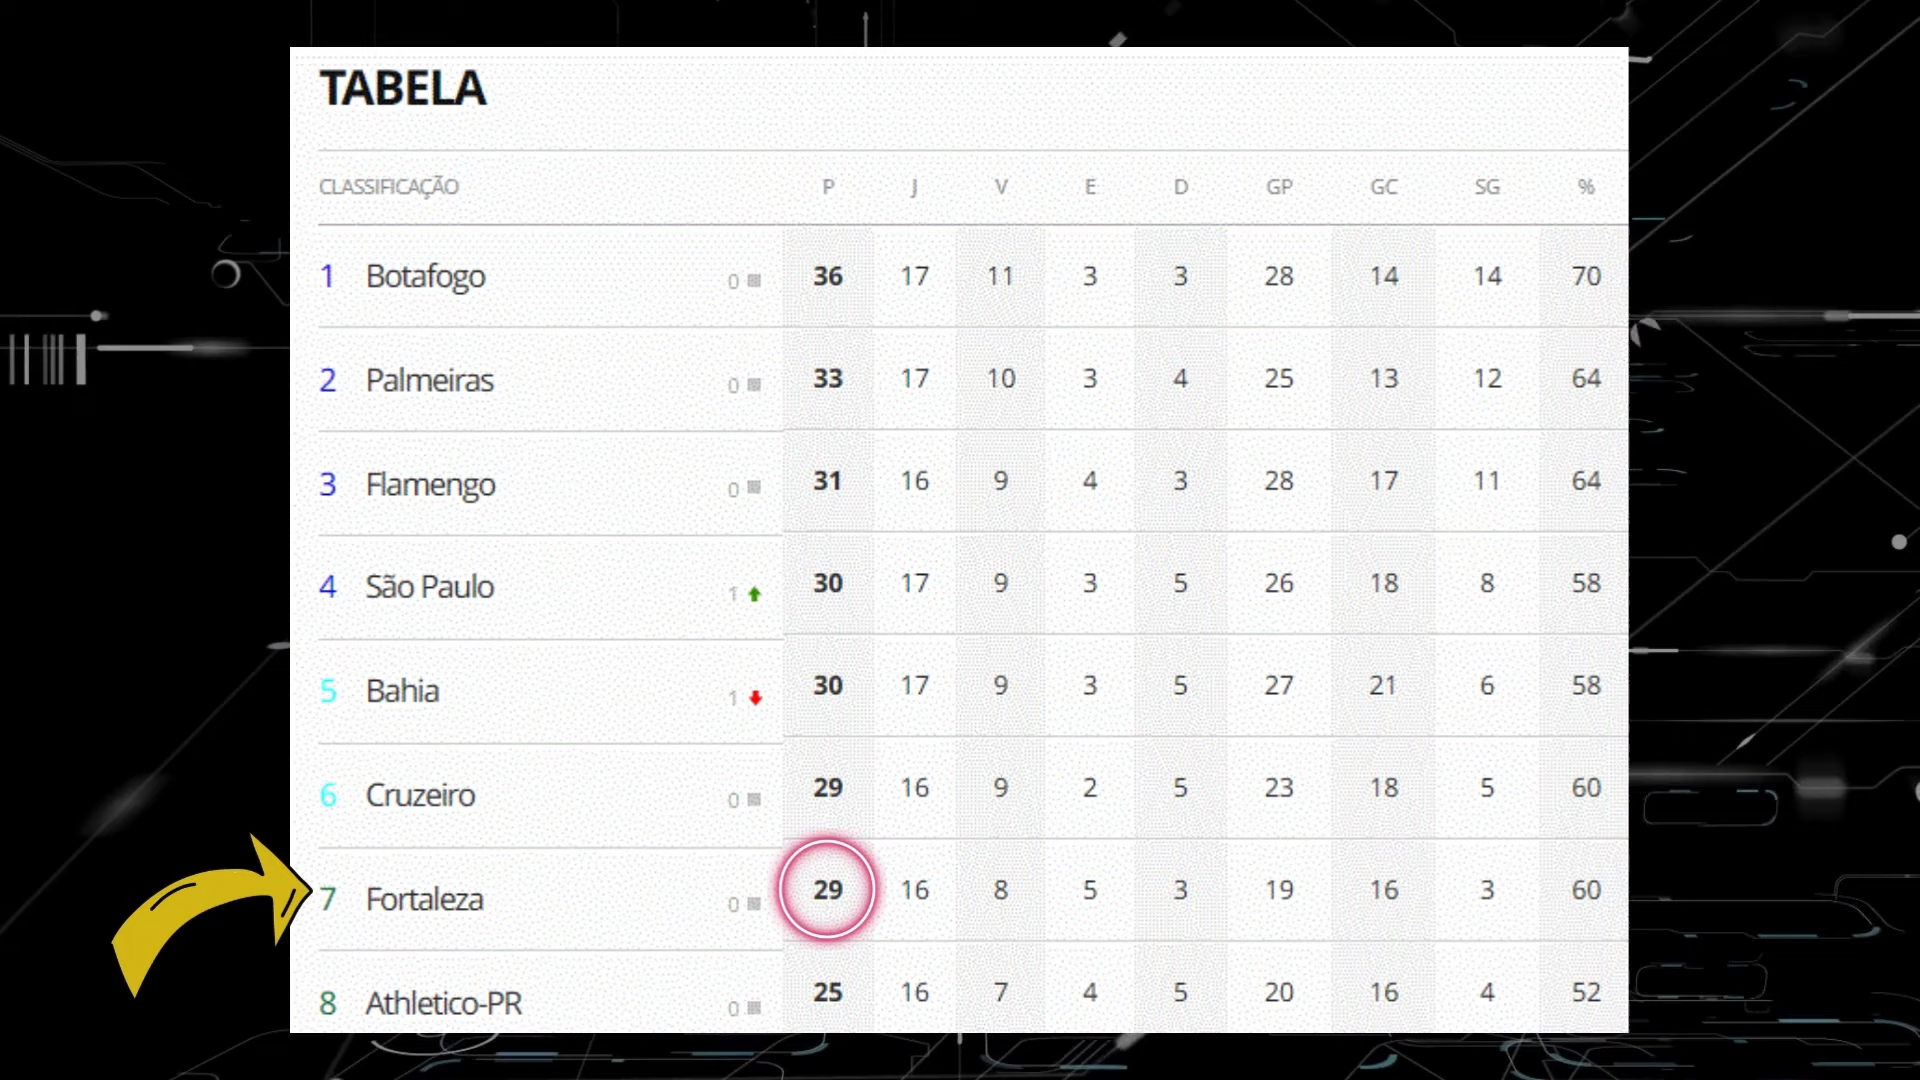 TABELA
CLASSIFICAÇÃO P J V E D GP GC SG %
1 Botafogo 0 36 17 11 3 3 28 14 14 70
2 Palmeiras 0 33 17 10 3 4 25 13 12 64
3 Flamengo 0 31 16 9 4 3 28 17 11 64
4 São Paulo 1 30 17 9 3 5 26 18 8 58
5 Bahia 1 30 17 9 3 5 27 21 6 58
6 Cruzeiro 0 29 16 9 2 5 23 18 5 60
7 Fortaleza 0 29 16 8 5 3 19 16 3 60
8 Athletico-PR 0 25 16 7 4 5 20 16 4 52